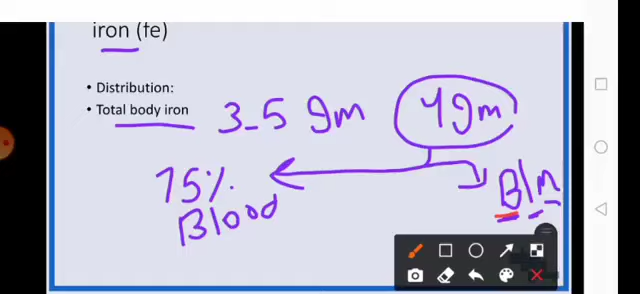 iron (fe)
• Distribution:
• Total body iron 3-5 gm 4gm
75%
Blood
Blm